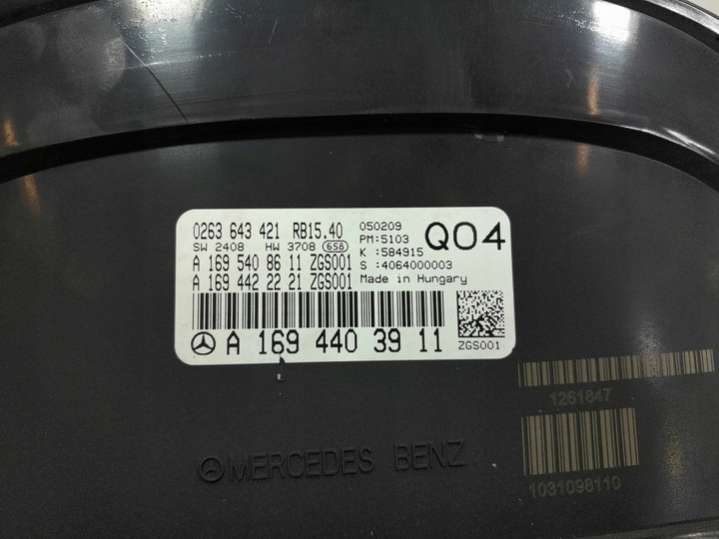 0263 643 421 RB15.40 050209
SW 2408 HW 3708 658 PM:5103 Q04
K :584915
A 169 540 86 11 ZGS001 S :4064000003
A 169 442 22 21 ZGS001 Made in Hungary
A 169 440 39 11 ZGS001
1261847
MERCEDES BENZ
1031098110